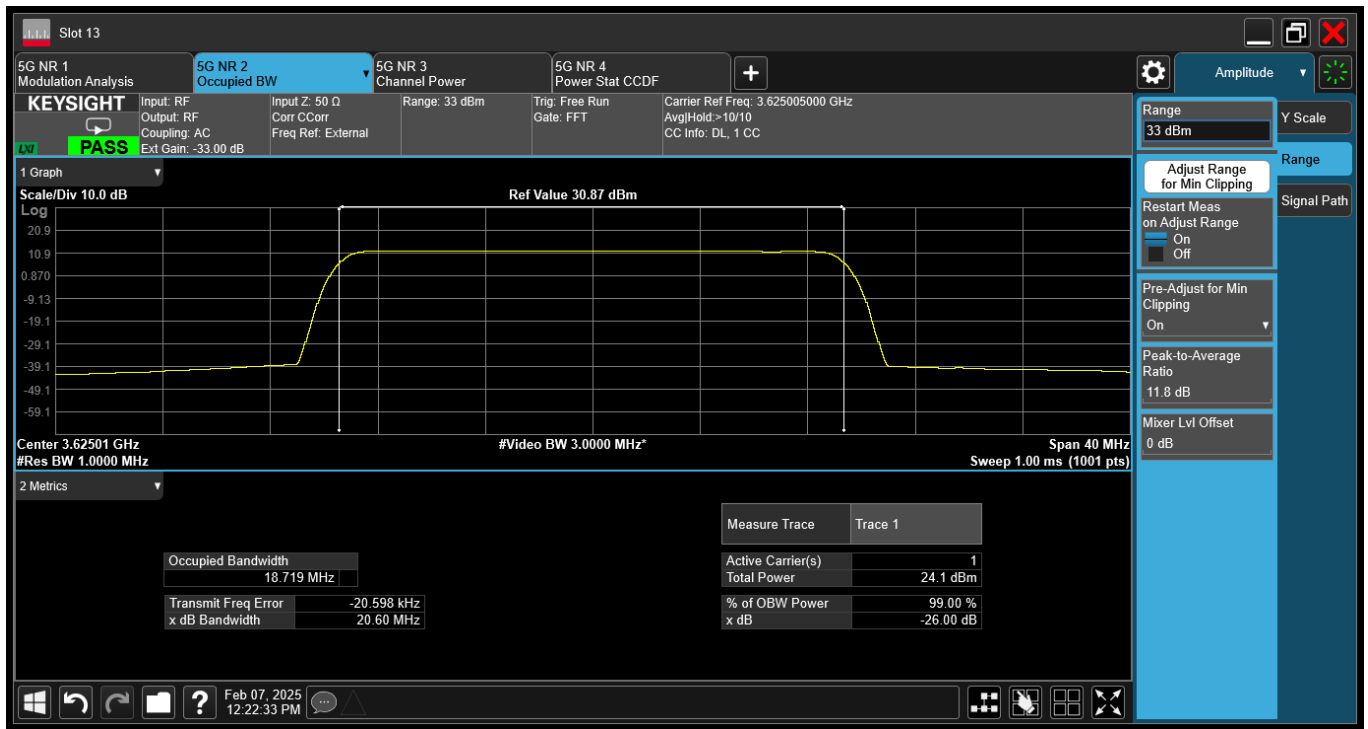 Slot 13
5G NR 1
Modulation Analysis
5G NR 2
Occupied BW
5G NR 3
Channel Power
5G NR 4
Power Stat CCDF
Amplitude
KEYSIGHT
LXI
PASS
Input: RF
Output: RF
Coupling: AC
Ext Gain: -33.00 dB
Input Z: 50 Ω
Corr CCorr
Freq Ref: External
Range: 33 dBm
Trig: Free Run
Gate: FFT
Carrier Ref Freq: 3.625005000 GHz
Avg|Hold:>10/10
CC Info: DL, 1 CC
1 Graph
Scale/Div 10.0 dB
Ref Value 30.87 dBm
Log
20.9
10.9
0.870
-9.13
-19.1
-29.1
-39.1
-49.1
-59.1
Center 3.62501 GHz
#Video BW 3.0000 MHz*
Span 40 MHz
#Res BW 1.0000 MHz
Sweep 1.00 ms (1001 pts)
2 Metrics
Measure Trace Trace 1
Occupied Bandwidth
18.719 MHz
Transmit Freq Error -20.598 kHz
x dB Bandwidth 20.60 MHz
Active Carrier(s) 1
Total Power 24.1 dBm
% of OBW Power 99.00 %
x dB -26.00 dB
Range
33 dBm
Adjust Range
for Min Clipping
Restart Meas
on Adjust Range
On
Off
Pre-Adjust for Min
Clipping
On
Peak-to-Average
Ratio
11.8 dB
Mixer Lvl Offset
0 dB
Y Scale
Range
Signal Path
?
Feb 07, 2025
12:22:33 PM